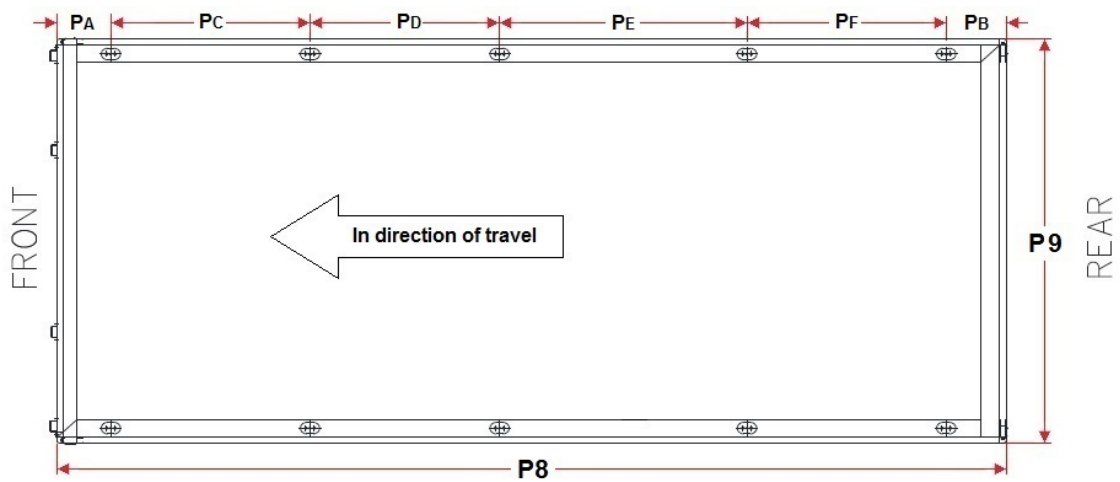 PA
PC
PD
PE
PF
PB
FRONT
In direction of travel
P9
REAR
P8